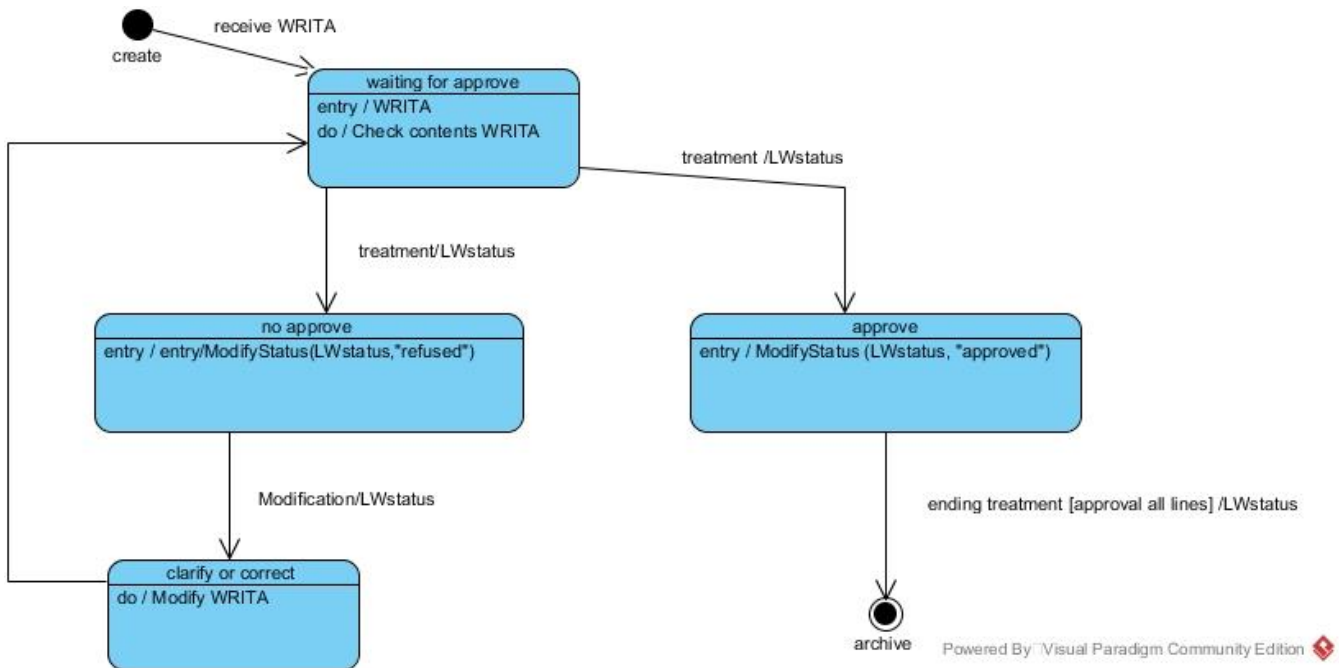 receive WRITA
create
waiting for approve
entry / WRITA
do / Check contents WRITA
treatment /LWstatus
treatment/LWstatus
no approve
entry / entry/ModifyStatus(LWstatus,"refused")
approve
entry / ModifyStatus (LWstatus, "approved")
Modification/LWstatus
ending treatment [approval all lines] /LWstatus
clarify or correct
do / Modify WRITA
archive
Powered By Visual Paradigm Community Edition